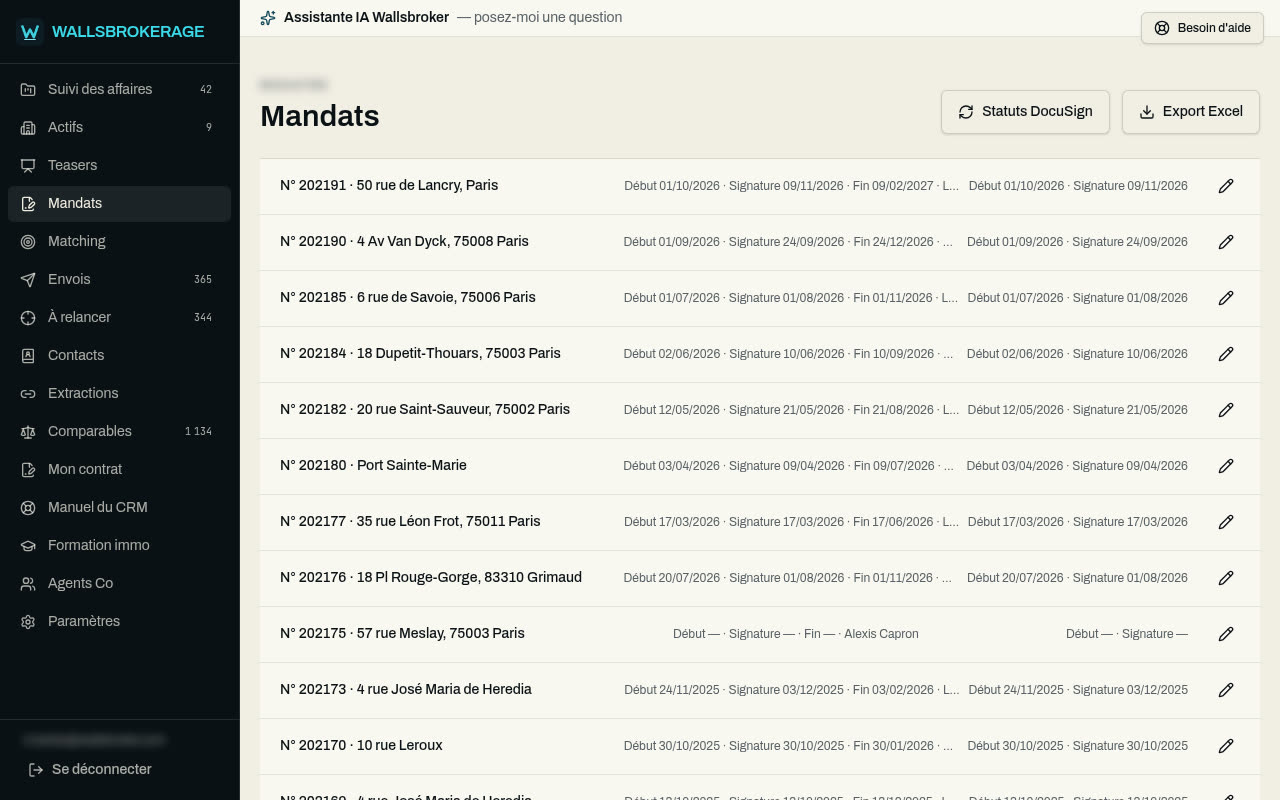 WALLSBROKERAGE
Suivi des affaires 42
Actifs 9
Teasers
Mandats
Matching
Envois 365
À relancer 344
Contacts
Extractions
Comparables 1 134
Mon contrat
Manuel du CRM
Formation immo
Agents Co
Paramètres
Se déconnecter
Assistante IA Wallsbroker — posez-moi une question
Besoin d'aide
Mandats
Statuts DocuSign
Export Excel
N° 202191 · 50 rue de Lancry, Paris Début 01/10/2026 · Signature 09/11/2026 · Fin 09/02/2027 · L... Début 01/10/2026 · Signature 09/11/2026
N° 202190 · 4 Av Van Dyck, 75008 Paris Début 01/09/2026 · Signature 24/09/2026 · Fin 24/12/2026 · ... Début 01/09/2026 · Signature 24/09/2026
N° 202185 · 6 rue de Savoie, 75006 Paris Début 01/07/2026 · Signature 01/08/2026 · Fin 01/11/2026 · L... Début 01/07/2026 · Signature 01/08/2026
N° 202184 · 18 Dupetit-Thouars, 75003 Paris Début 02/06/2026 · Signature 10/06/2026 · Fin 10/09/2026 · ... Début 02/06/2026 · Signature 10/06/2026
N° 202182 · 20 rue Saint-Sauveur, 75002 Paris Début 12/05/2026 · Signature 21/05/2026 · Fin 21/08/2026 · L... Début 12/05/2026 · Signature 21/05/2026
N° 202180 · Port Sainte-Marie Début 03/04/2026 · Signature 09/04/2026 · Fin 09/07/2026 · ... Début 03/04/2026 · Signature 09/04/2026
N° 202177 · 35 rue Léon Frot, 75011 Paris Début 17/03/2026 · Signature 17/03/2026 · Fin 17/06/2026 · L... Début 17/03/2026 · Signature 17/03/2026
N° 202176 · 18 Pl Rouge-Gorge, 83310 Grimaud Début 20/07/2026 · Signature 01/08/2026 · Fin 01/11/2026 · ... Début 20/07/2026 · Signature 01/08/2026
N° 202175 · 57 rue Meslay, 75003 Paris Début — · Signature — · Fin — · Alexis Capron Début — · Signature —
N° 202173 · 4 rue José Maria de Heredia Début 24/11/2025 · Signature 03/12/2025 · Fin 03/02/2026 · L... Début 24/11/2025 · Signature 03/12/2025
N° 202170 · 10 rue Leroux Début 30/10/2025 · Signature 30/10/2025 · Fin 30/01/2026 · ... Début 30/10/2025 · Signature 30/10/2025